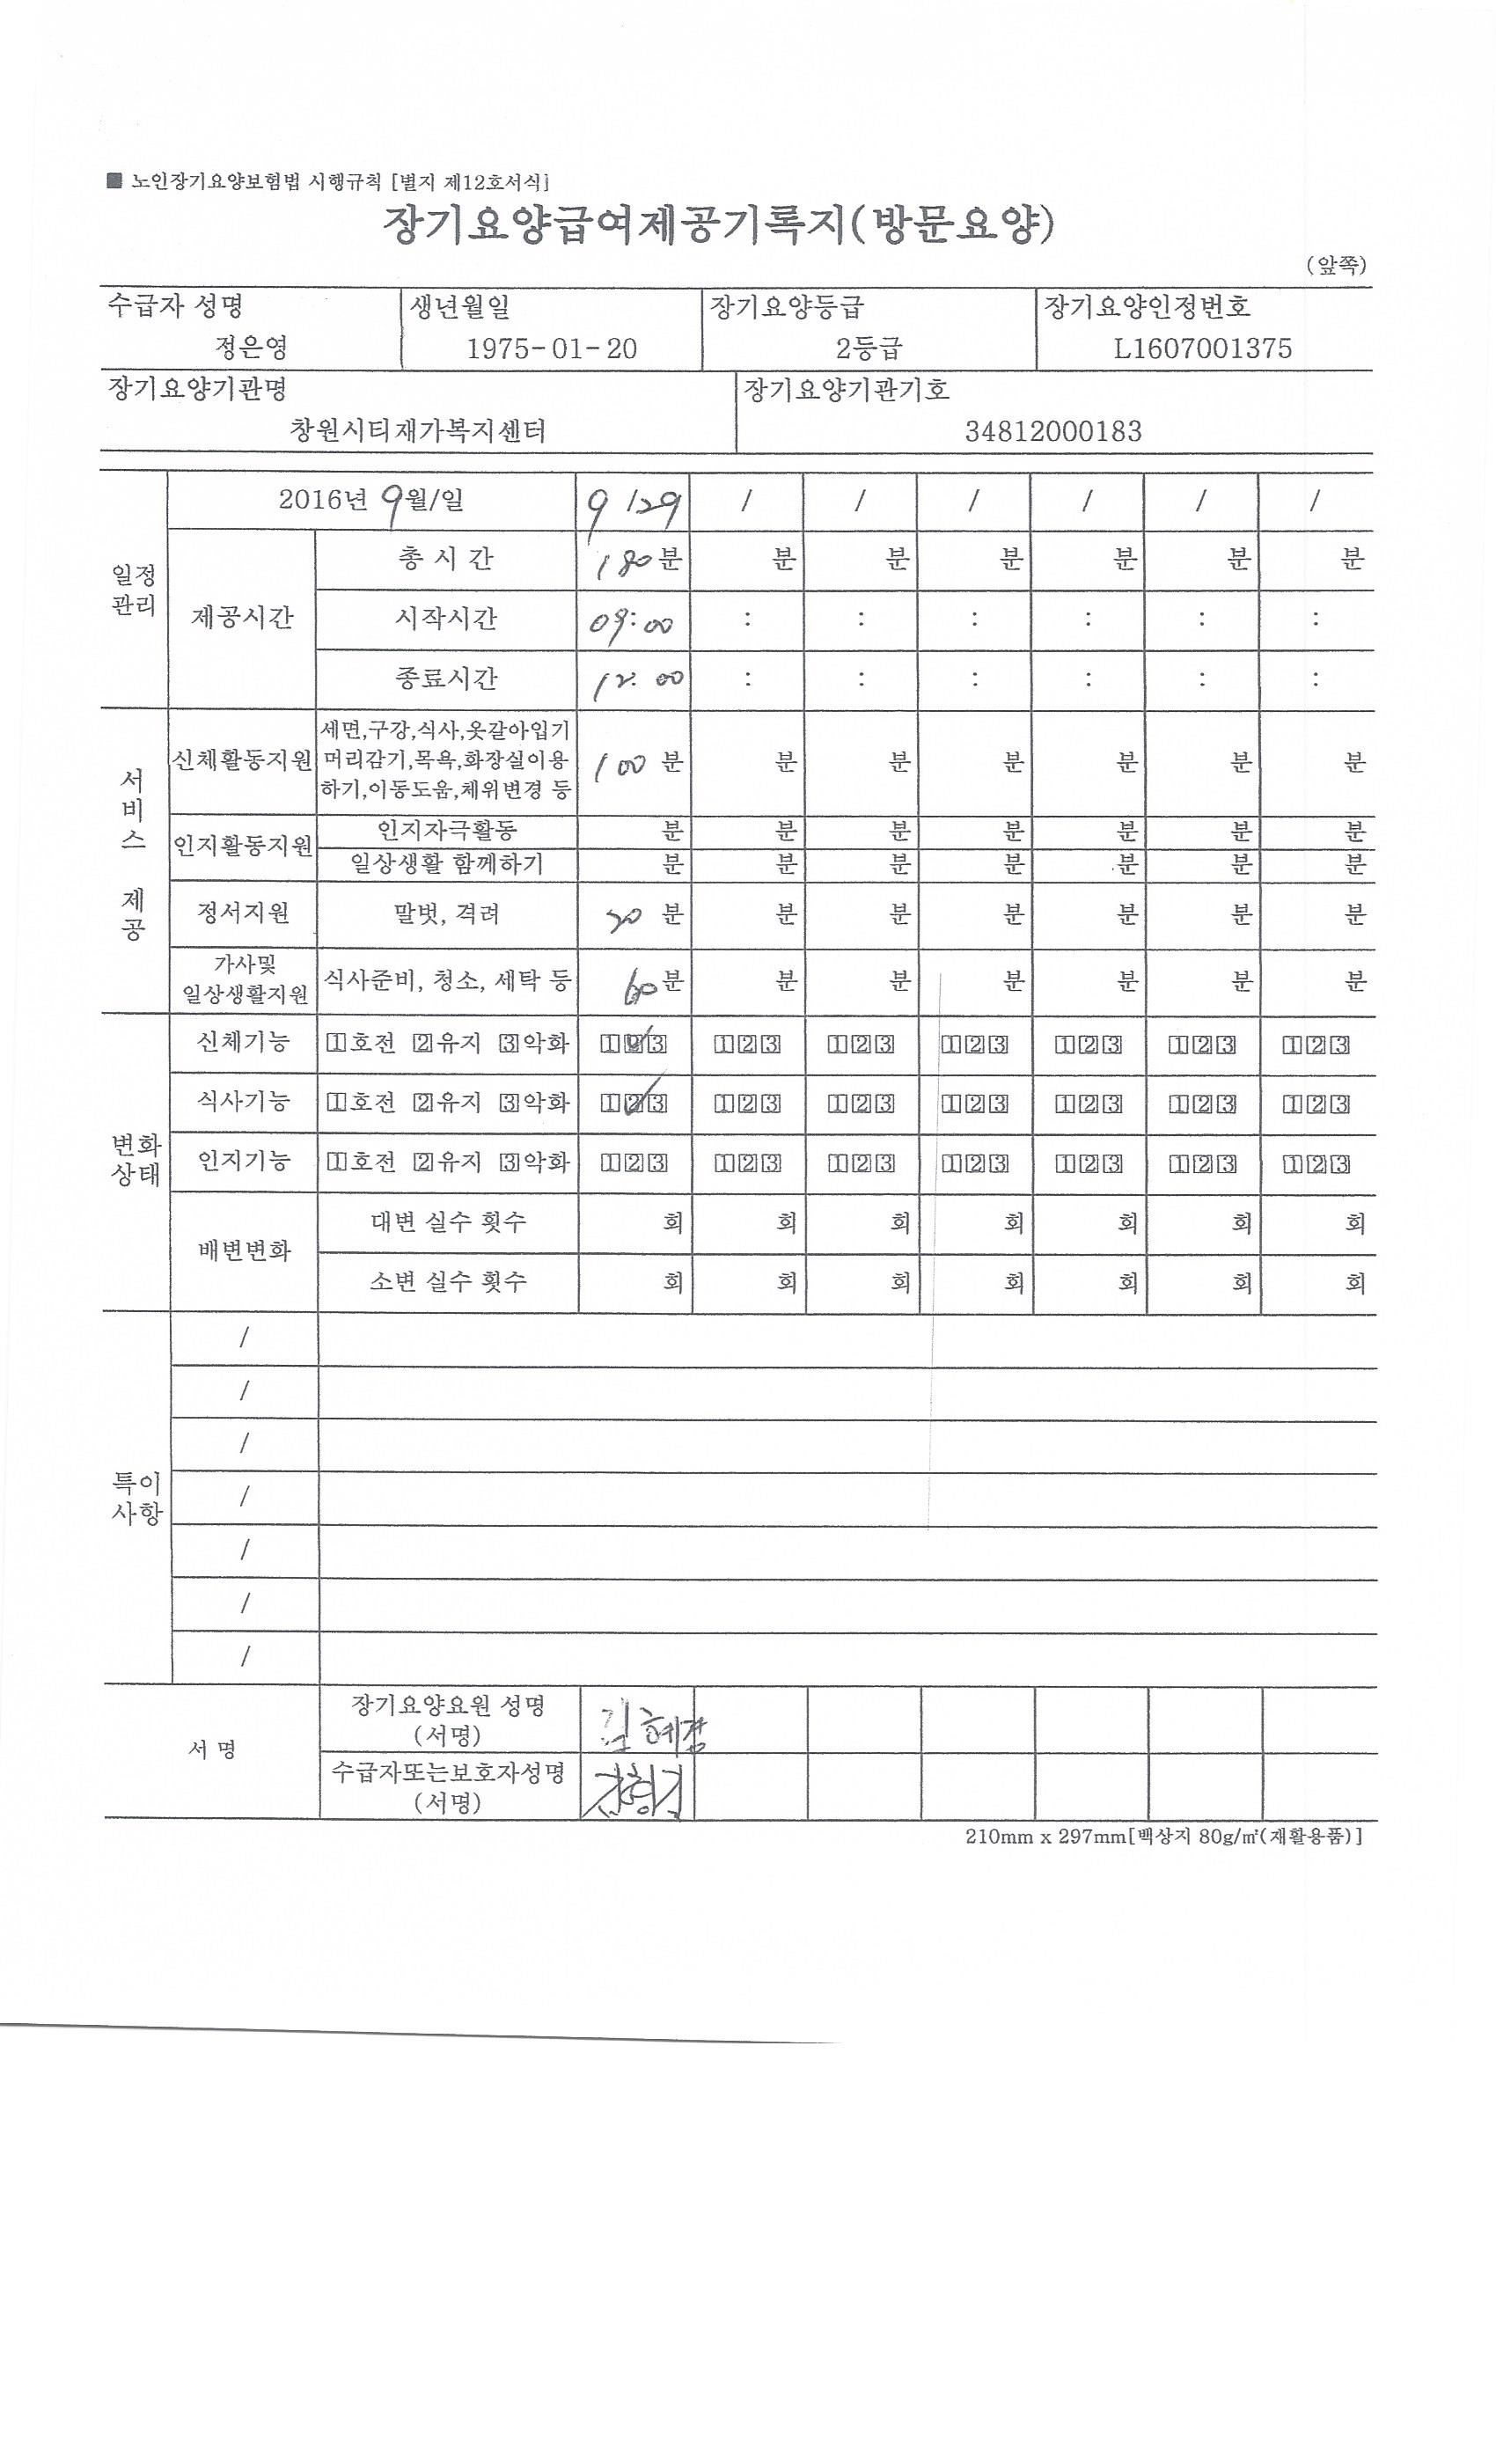 ■ 노인장기요양보험법 시행규칙 [별지 제12호서식]
장기요양급여제공기록지(방문요양)
(앞쪽)
수급자 성명 생년월일 장기요양등급 장기요양인정번호
정은영 1975-01-20 2등급 L1607001375
장기요양기관명 장기요양기관기호
창원시티재가복지센터 34812000183
일정관리
2016년 9월/일 9/29 / / / / / /
제공시간
총 시 간 180분 분 분 분 분 분 분
시작시간 09:00 : : : : : :
종료시간 12:00 : : : : : :
서비스 제공
신체활동지원 세면,구강,식사,옷갈아입기 머리감기,목욕,화장실이용 하기,이동도움,체위변경 등 100분 분 분 분 분 분 분
인지활동지원 인지자극활동 분 분 분 분 분 분 분
일상생활 함께하기 분 분 분 분 분 분 분
정서지원 말벗, 격려 20분 분 분 분 분 분 분
가사및 일상생활지원 식사준비, 청소, 세탁 등 60분 분 분 분 분 분 분
변화상태
신체기능 1호전 2유지 3악화 123 123 123 123 123 123 123
식사기능 1호전 2유지 3악화 123 123 123 123 123 123 123
인지기능 1호전 2유지 3악화 123 123 123 123 123 123 123
배변변화
대변 실수 횟수 회 회 회 회 회 회 회
소변 실수 횟수 회 회 회 회 회 회 회
특이사항
/
/
/
/
/
/
/
서 명
장기요양요원 성명 (서명) 김혜경
수급자또는보호자성명 (서명)
210mm x 297mm[백상지 80g/㎡(재활용품)]